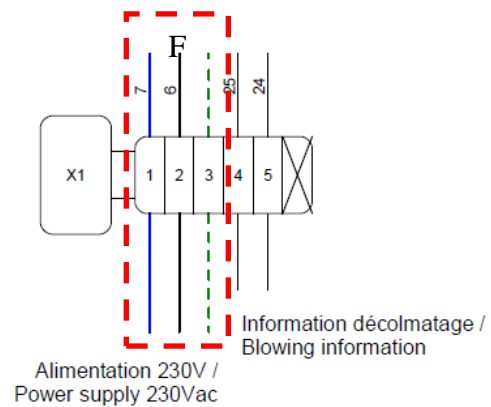 F
7
6
25
24
X1
1
2
3
4
5
Information décolmatage /
Blowing information
Alimentation 230V /
Power supply 230Vac